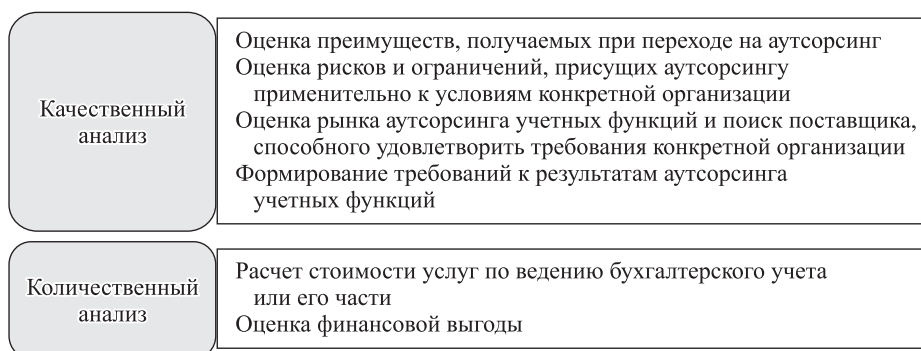 Качественный
анализ
Оценка преимуществ, получаемых при переходе на аутсорсинг
Оценка рисков и ограничений, присущих аутсорсингу
применительно к условиям конкретной организации
Оценка рынка аутсорсинга учетных функций и поиск поставщика,
способного удовлетворить требования конкретной организации
Формирование требований к результатам аутсорсинга
учетных функций
Количественный
анализ
Расчет стоимости услуг по ведению бухгалтерского учета
или его части
Оценка финансовой выгоды